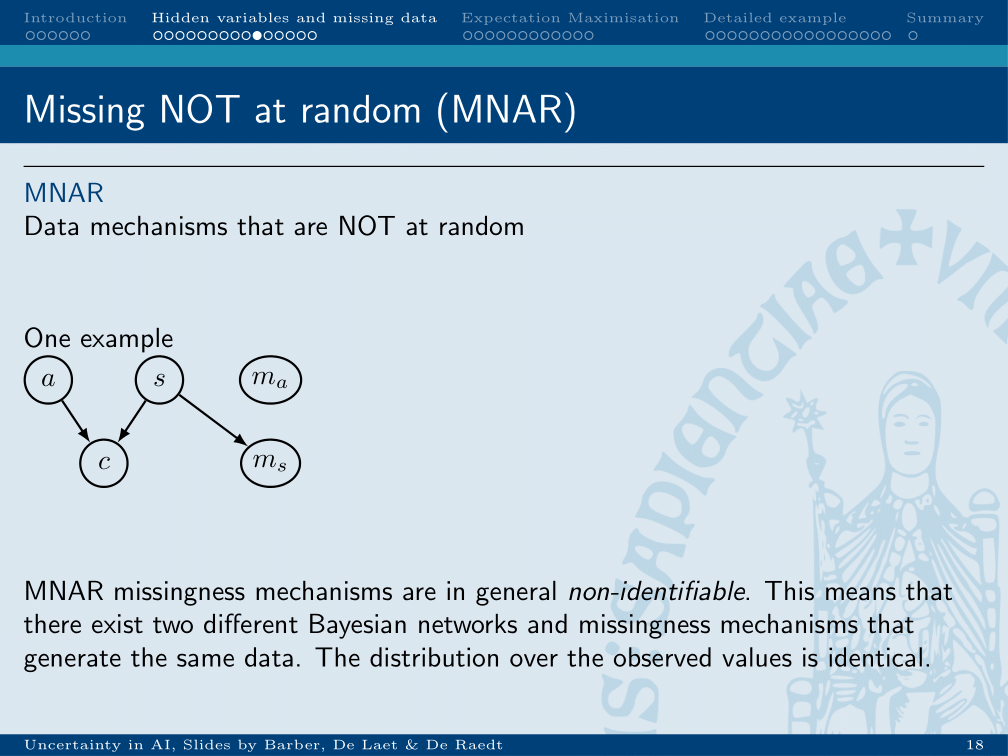 Introduction Hidden variables and missing data Expectation Maximisation Detailed example Summary
Missing NOT at random (MNAR)
MNAR
Data mechanisms that are NOT at random
One example
a s mₐ
c mₛ
MNAR missingness mechanisms are in general non-identifiable. This means that
there exist two different Bayesian networks and missingness mechanisms that
generate the same data. The distribution over the observed values is identical.
Uncertainty in AI, Slides by Barber, De Laet & De Raedt 18